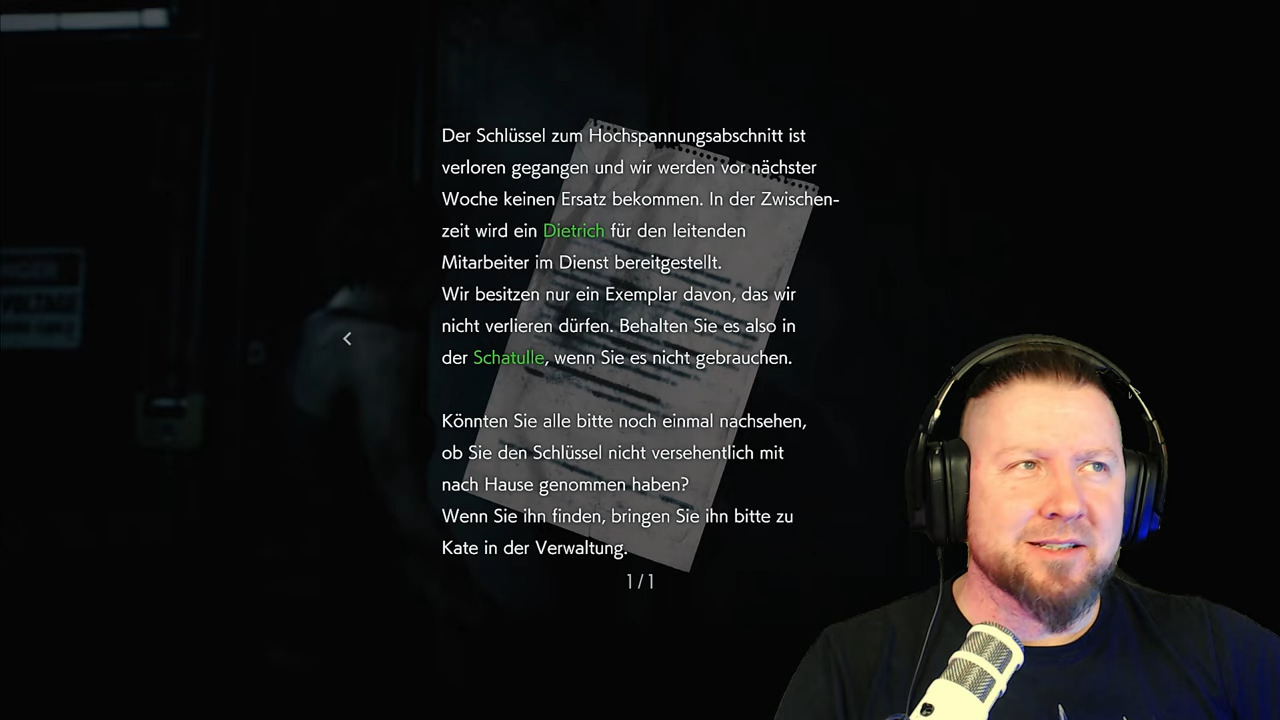 Der Schlüssel zum Hochspannungsabschnitt ist
verloren gegangen und wir werden vor nächster
Woche keinen Ersatz bekommen. In der Zwischen-
zeit wird ein Dietrich für den leitenden
Mitarbeiter im Dienst bereitgestellt.
Wir besitzen nur ein Exemplar davon, das wir
nicht verlieren dürfen. Behalten Sie es also in
der Schatulle, wenn Sie es nicht gebrauchen.
Könnten Sie alle bitte noch einmal nachsehen,
ob Sie den Schlüssel nicht versehentlich mit
nach Hause genommen haben?
Wenn Sie ihn finden, bringen Sie ihn bitte zu
Kate in der Verwaltung.
1/1
VOLTAGE